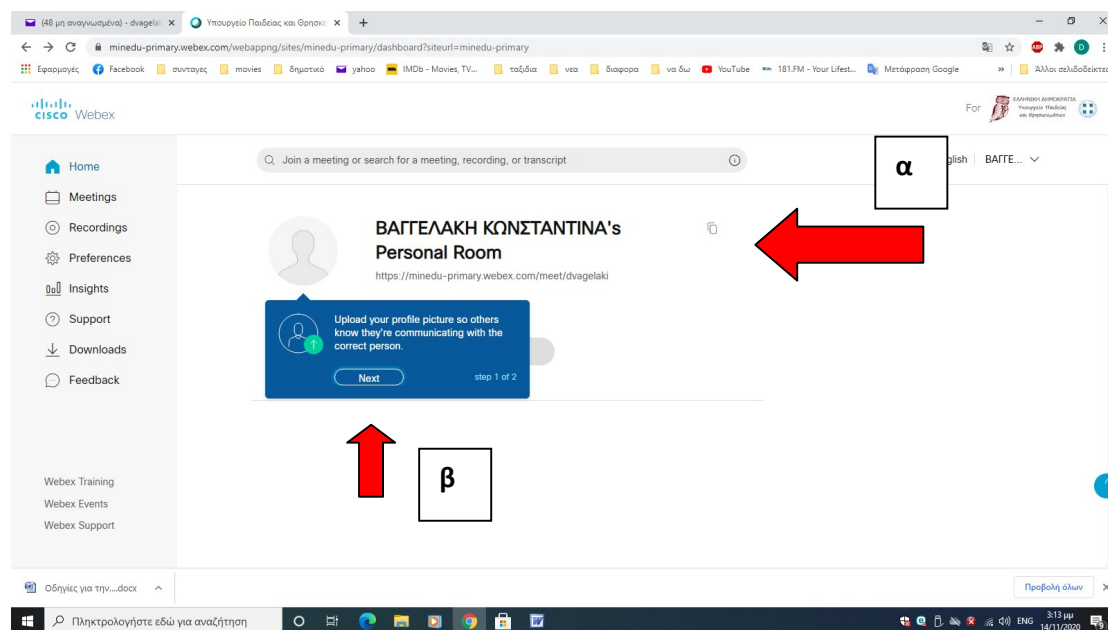 (48 μη αναγνωσμένα) - dvagelak
Υπουργείο Παιδείας και Θρησκε
minedu-primary.webex.com/webappng/sites/minedu-primary/dashboard?siteurl=minedu-primary
Εφαρμογές Facebook συνταγες movies δημοτικό yahoo IMDb - Movies, TV... ταξιδια νεα διαφορα να δω YouTube 181.FM - Your Lifest... Μετάφραση Google » Άλλοι σελιδοδείκτες
cisco Webex
For
ΕΛΛΗΝΙΚΗ ΔΗΜΟΚΡΑΤΙΑ
Υπουργείο Παιδείας
και Θρησκευμάτων
Join a meeting or search for a meeting, recording, or transcript
α
glish ΒΑΓΓΕ...
Home
Meetings
Recordings
Preferences
Insights
Support
Downloads
Feedback
ΒΑΓΓΕΛΑΚΗ ΚΩΝΣΤΑΝΤΙΝΑ's
Personal Room
https://minedu-primary.webex.com/meet/dvagelaki
Upload your profile picture so others
know they're communicating with the
correct person.
Next step 1 of 2
β
Webex Training
Webex Events
Webex Support
Οδηγίες για την....docx
Προβολή όλων
Πληκτρολογήστε εδώ για αναζήτηση
ENG
3:13 μμ
14/11/2020